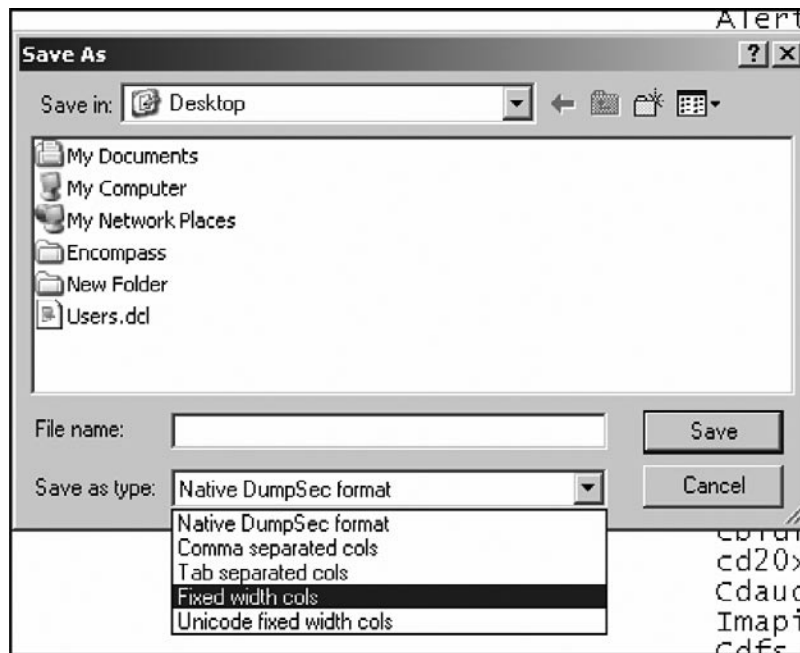 Alert
Save As
Save in: Desktop
My Documents
My Computer
My Network Places
Encompass
New Folder
Users.dcl
File name:
Save
Save as type: Native DumpSec format
Cancel
Native DumpSec format
Comma separated cols
Tab separated cols
Fixed width cols
Unicode fixed width cols
cd20x
Cdaud
Imapi
Cdfs